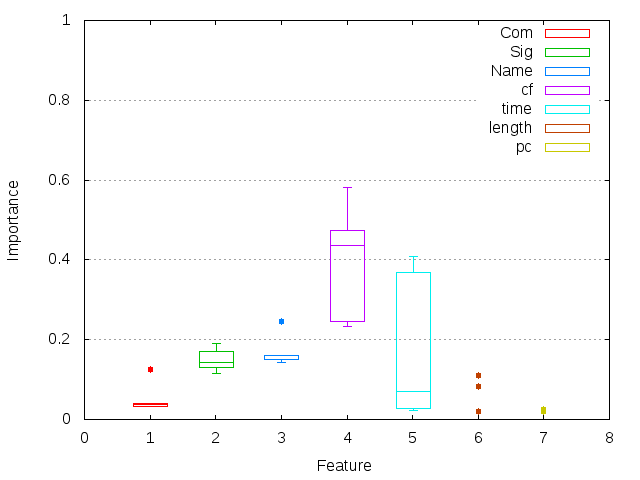 1
0.8
0.6
0.4
0.2
0
0 1 2 3 4 5 6 7 8
Importance
Feature
Com
Sig
Name
cf
time
length
pc